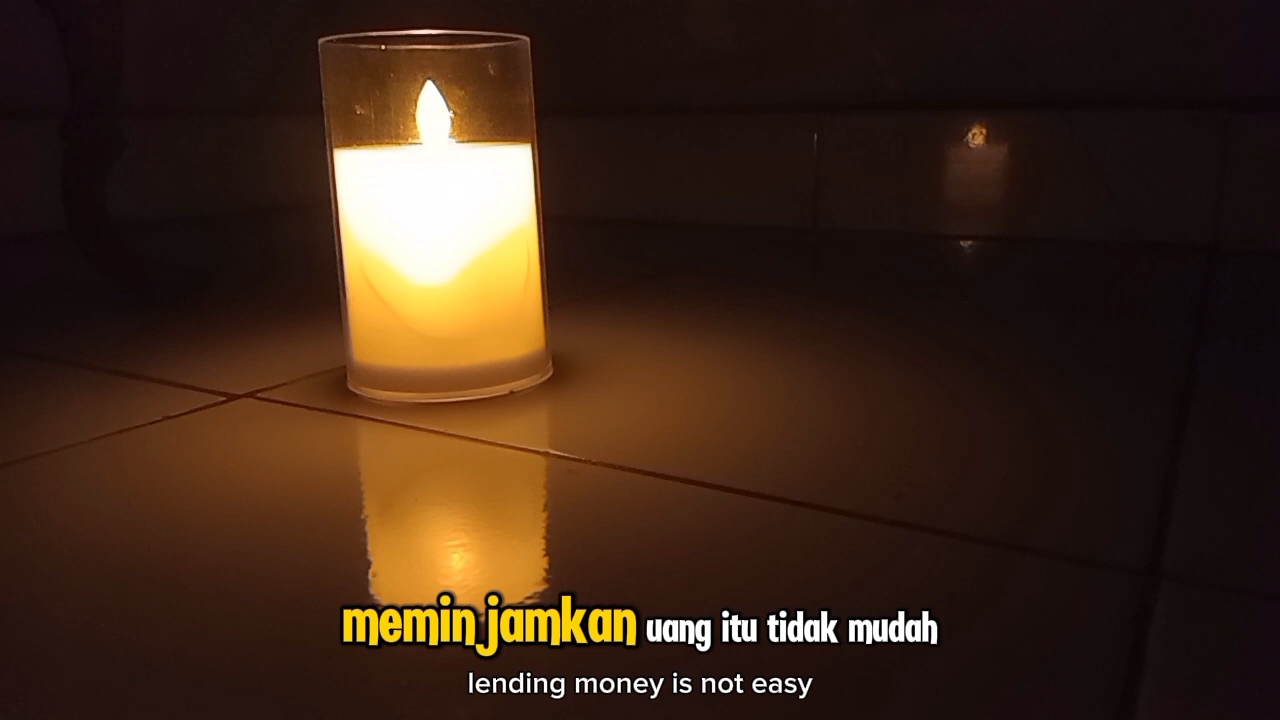 meminjamkan uang itu tidak mudah
lending money is not easy